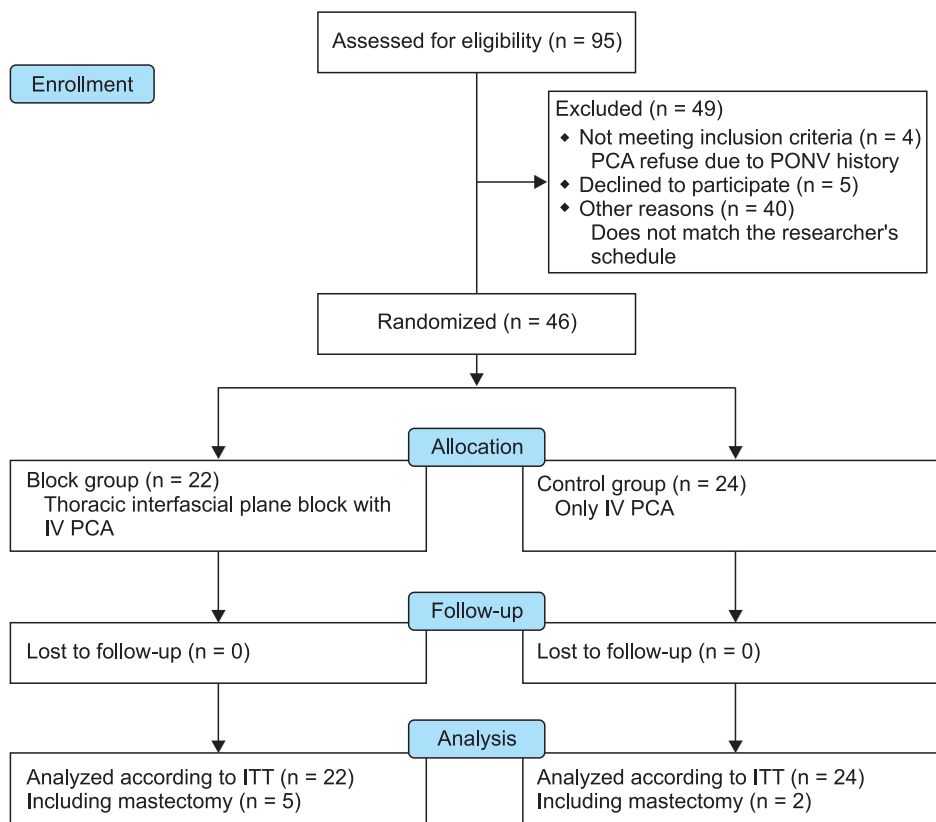 Assessed for eligibility (n = 95)
Enrollment
Excluded (n = 49)
◆ Not meeting inclusion criteria (n = 4)
PCA refuse due to PONV history
◆ Declined to participate (n = 5)
◆ Other reasons (n = 40)
Does not match the researcher's
schedule
Randomized (n = 46)
Allocation
Block group (n = 22)
Thoracic interfascial plane block with
IV PCA
Control group (n = 24)
Only IV PCA
Follow-up
Lost to follow-up (n = 0)
Lost to follow-up (n = 0)
Analysis
Analyzed according to ITT (n = 22)
Including mastectomy (n = 5)
Analyzed according to ITT (n = 24)
Including mastectomy (n = 2)